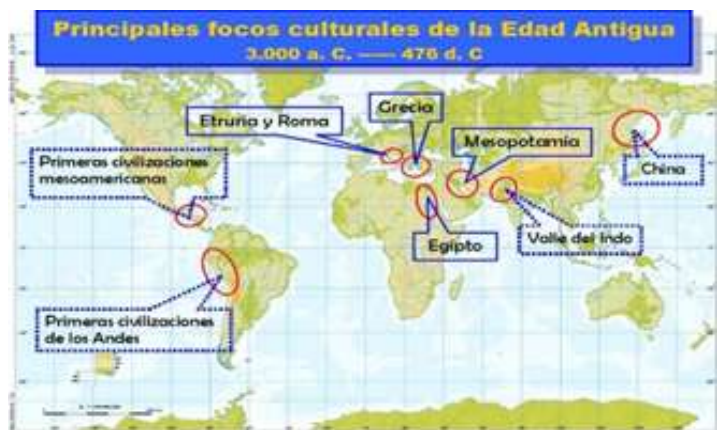 Principales focos culturales de la Edad Antigua
3.000 a. C. —— 476 d. C
Grecia
Etruria y Roma
Mesopotamia
Primeras civilizaciones
mesoamericanas
China
Valle del Indo
Egipto
Primeras civilizaciones
de los Andes